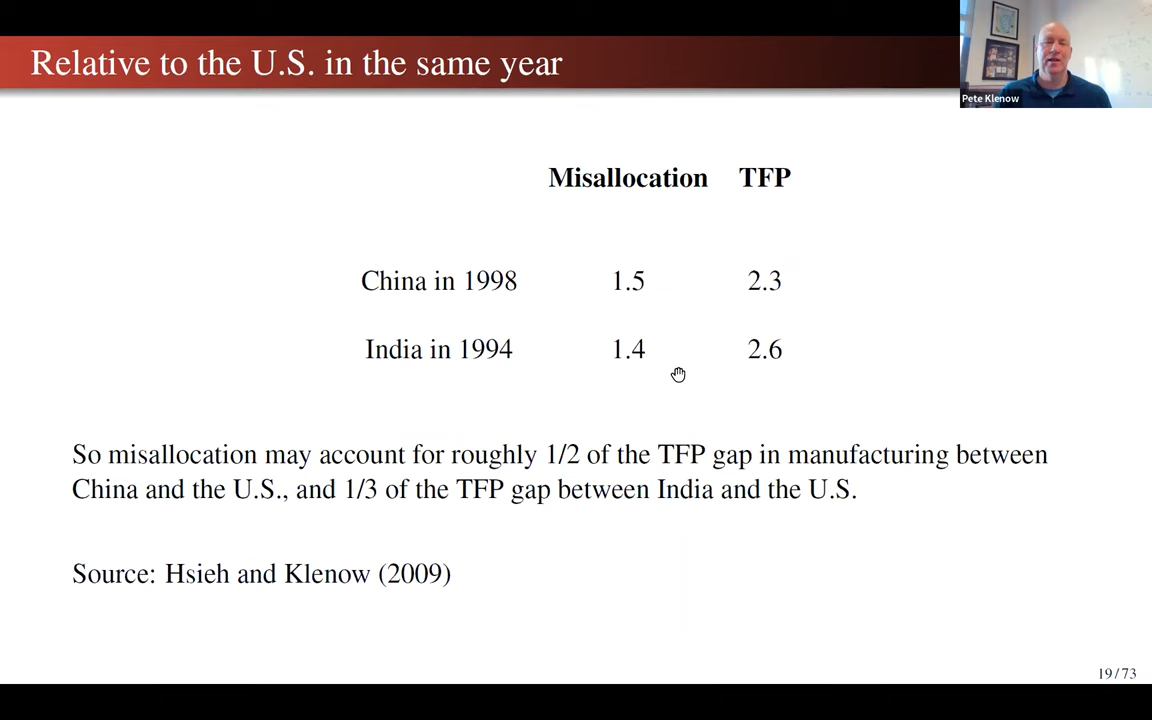 Relative to the U.S. in the same year
Pete Klenow
Misallocation TFP
China in 1998 1.5 2.3
India in 1994 1.4 2.6
So misallocation may account for roughly 1/2 of the TFP gap in manufacturing between
China and the U.S., and 1/3 of the TFP gap between India and the U.S.
Source: Hsieh and Klenow (2009)
19/73